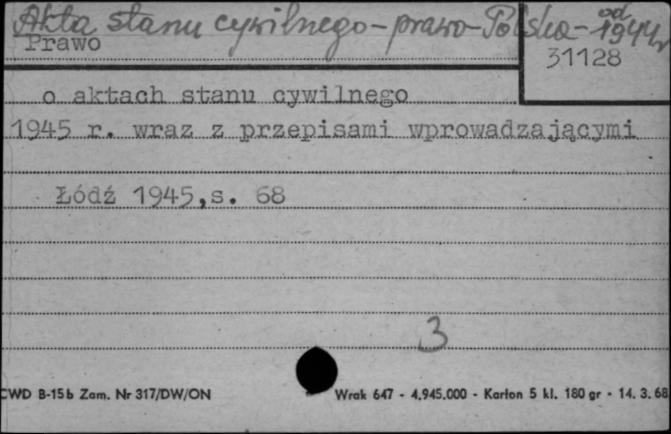 Akta stanu cywilnego - prawo - Polska - od 1944 r
Prawo
31128
o aktach stanu cywilnego
1945 r. wraz z przepisami wprowadzającymi
Łódź 1945,s. 68
3
CWD B-15b Zam. Nr 317/DW/ON Wrak 647 - 4.945.000 - Karton 5 kl. 180 gr - 14. 3. 68